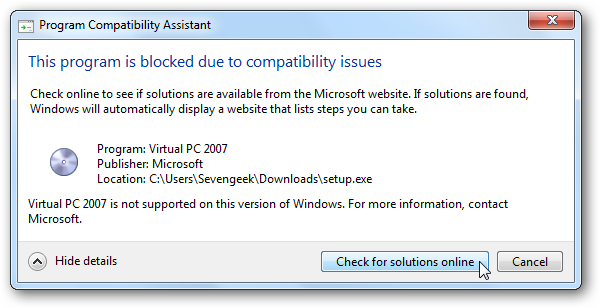 Program Compatibility Assistant
This program is blocked due to compatibility issues
Check online to see if solutions are available from the Microsoft website. If solutions are found,
Windows will automatically display a website that lists steps you can take.
Program: Virtual PC 2007
Publisher: Microsoft
Location: C:\Users\Sevengeek\Downloads\setup.exe
Virtual PC 2007 is not supported on this version of Windows. For more information, contact
Microsoft.
Hide details
Check for solutions online
Cancel